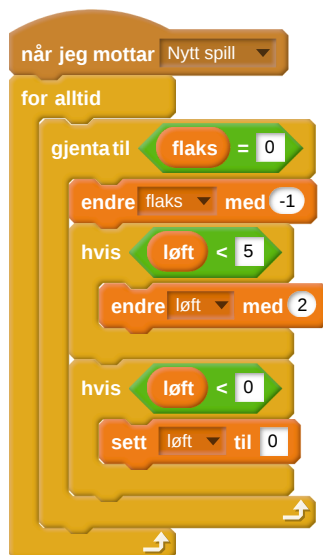 når jeg mottar Nytt spill
for alltid
gjenta til flaks = 0
endre flaks med -1
hvis løft < 5
endre løft med 2
hvis løft < 0
sett løft til 0